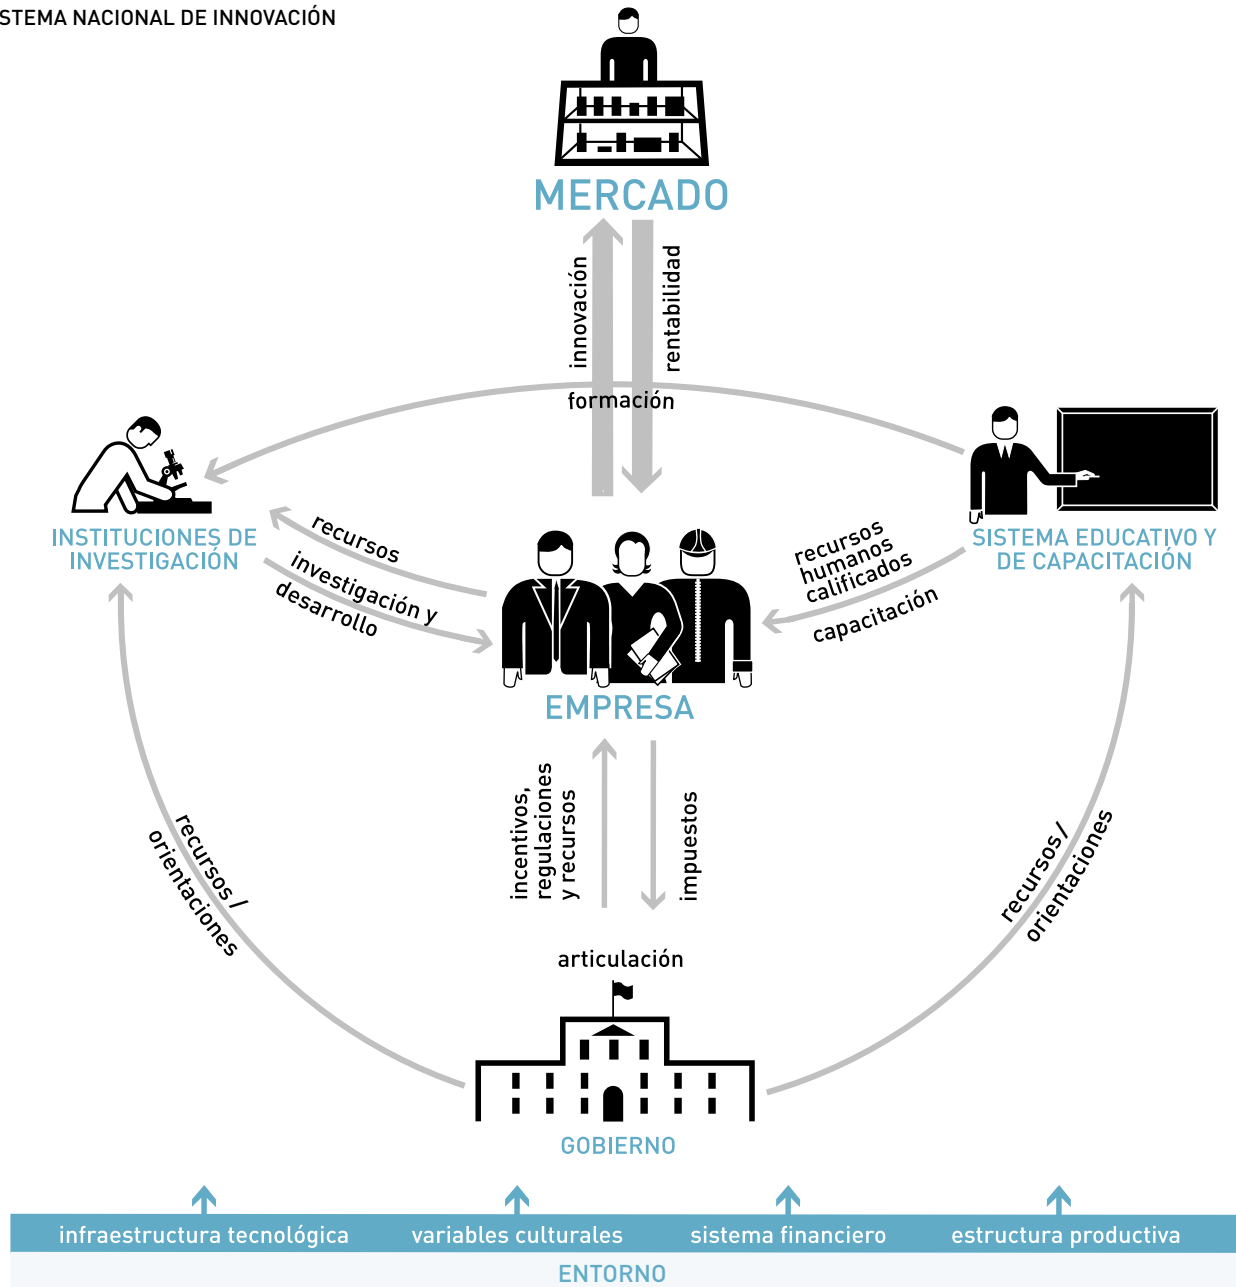 STEMA NACIONAL DE INNOVACIÓN
MERCADO
innovación
rentabilidad
formación
INSTITUCIONES DE
INVESTIGACIÓN
recursos
investigación y
desarrollo
recursos
humanos
calificados
capacitación
SISTEMA EDUCATIVO Y
DE CAPACITACIÓN
EMPRESA
incentivos,
regulaciones
y recursos
impuestos
recursos/
orientaciones
recursos/
orientaciones
articulación
GOBIERNO
infraestructura tecnológica
variables culturales
sistema financiero
estructura productiva
ENTORNO